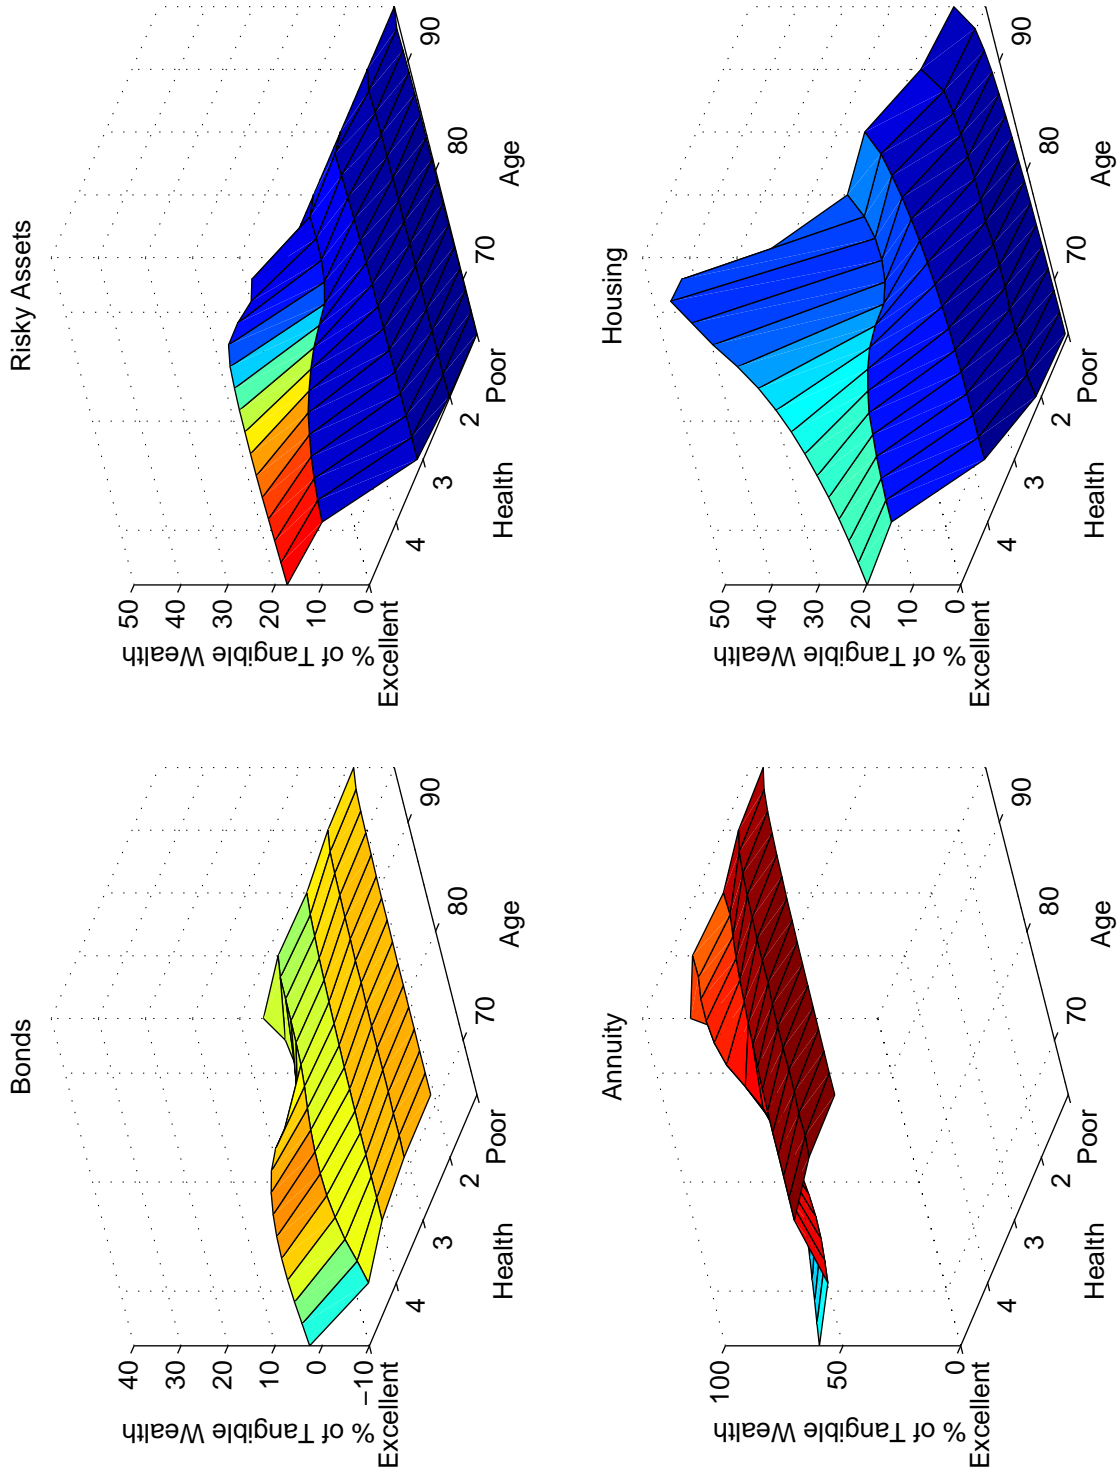 Bonds
% of Tangible Wealth
40
30
20
10
0
−10
Excellent
4
3
2
Poor
Health
70
80
90
Age
Risky Assets
% of Tangible Wealth
50
40
30
20
10
0
Excellent
4
3
2
Poor
Health
70
80
90
Age
Annuity
% of Tangible Wealth
100
50
0
Excellent
4
3
2
Poor
Health
70
80
90
Age
Housing
% of Tangible Wealth
50
40
30
20
10
0
Excellent
4
3
2
Poor
Health
70
80
90
Age